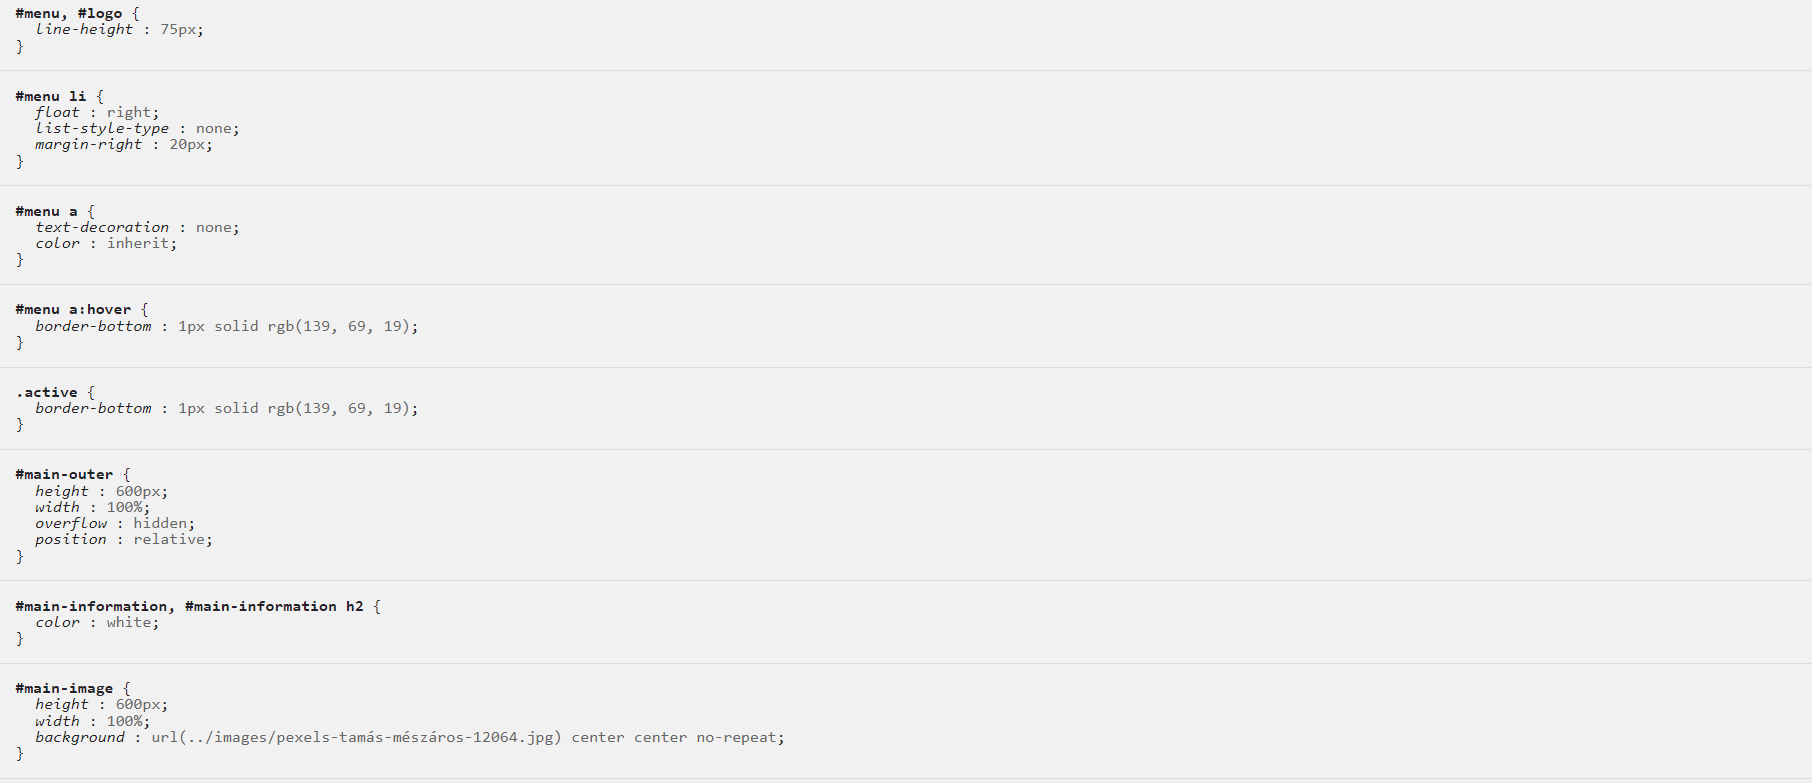 #menu, #logo {
line-height : 75px;
}
#menu li {
float : right;
list-style-type : none;
margin-right : 20px;
}
#menu a {
text-decoration : none;
color : inherit;
}
#menu a:hover {
border-bottom : 1px solid rgb(139, 69, 19);
}
.active {
border-bottom : 1px solid rgb(139, 69, 19);
}
#main-outer {
height : 600px;
width : 100%;
overflow : hidden;
position : relative;
}
#main-information, #main-information h2 {
color : white;
}
#main-image {
height : 600px;
width : 100%;
background : url(../images/pexels-tamás-mészáros-12064.jpg) center center no-repeat;
}